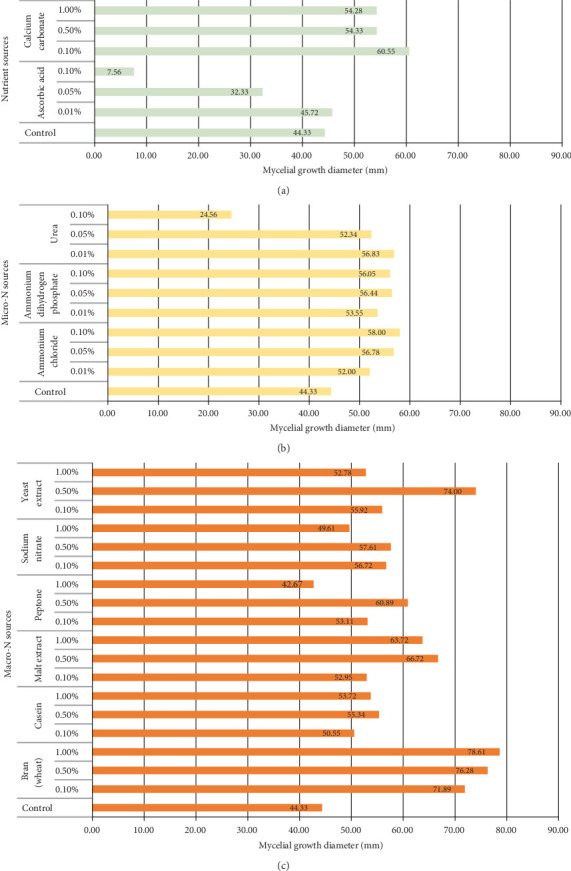 Nutrient sources
Calcium
carbonate
1.00%
54.28
0.50%
54.33
0.10%
60.55
Ascorbic acid
0.10%
7.56
0.05%
32.33
0.01%
45.72
Control
44.33
0.00 10.00 20.00 30.00 40.00 50.00 60.00 70.00 80.00 90.00
Mycelial growth diameter (mm)
(a)
Micro-N sources
Urea
0.10%
24.56
0.05%
52.34
0.01%
56.83
Ammonium
dihydrogen
phosphate
0.10%
56.05
0.05%
56.44
0.01%
53.55
Ammonium
chloride
0.10%
58.00
0.05%
56.78
0.01%
52.00
Control
44.33
0.00 10.00 20.00 30.00 40.00 50.00 60.00 70.00 80.00 90.00
Mycelial growth diameter (mm)
(b)
Macro-N sources
Yeast
extract
1.00%
52.78
0.50%
74.00
0.10%
55.92
Sodium
nitrate
1.00%
49.61
0.50%
57.61
0.10%
56.72
Peptone
1.00%
42.67
0.50%
60.89
0.10%
53.11
Malt extract
1.00%
63.72
0.50%
66.72
0.10%
52.95
Casein
1.00%
53.72
0.50%
55.34
0.10%
50.55
Bran
(wheat)
1.00%
78.61
0.50%
76.28
0.10%
71.89
Control
44.33
0.00 10.00 20.00 30.00 40.00 50.00 60.00 70.00 80.00 90.00
Mycelial growth diameter (mm)
(c)